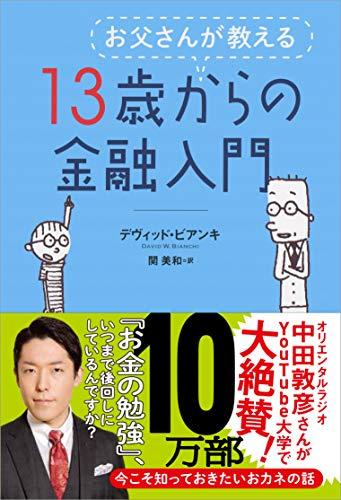 お父さんが教える
13歳からの
金融入門
デヴィッド・ビアンキ
DAVID W. BIANCHI
関 美和=訳
オリエンタルラジオ
中田敦彦さんが
YouTube大学で
大絶賛!
10万部
『お金の勉強』、
いつまで後回しに
しているんですか?
今こそ知っておきたいおカネの話